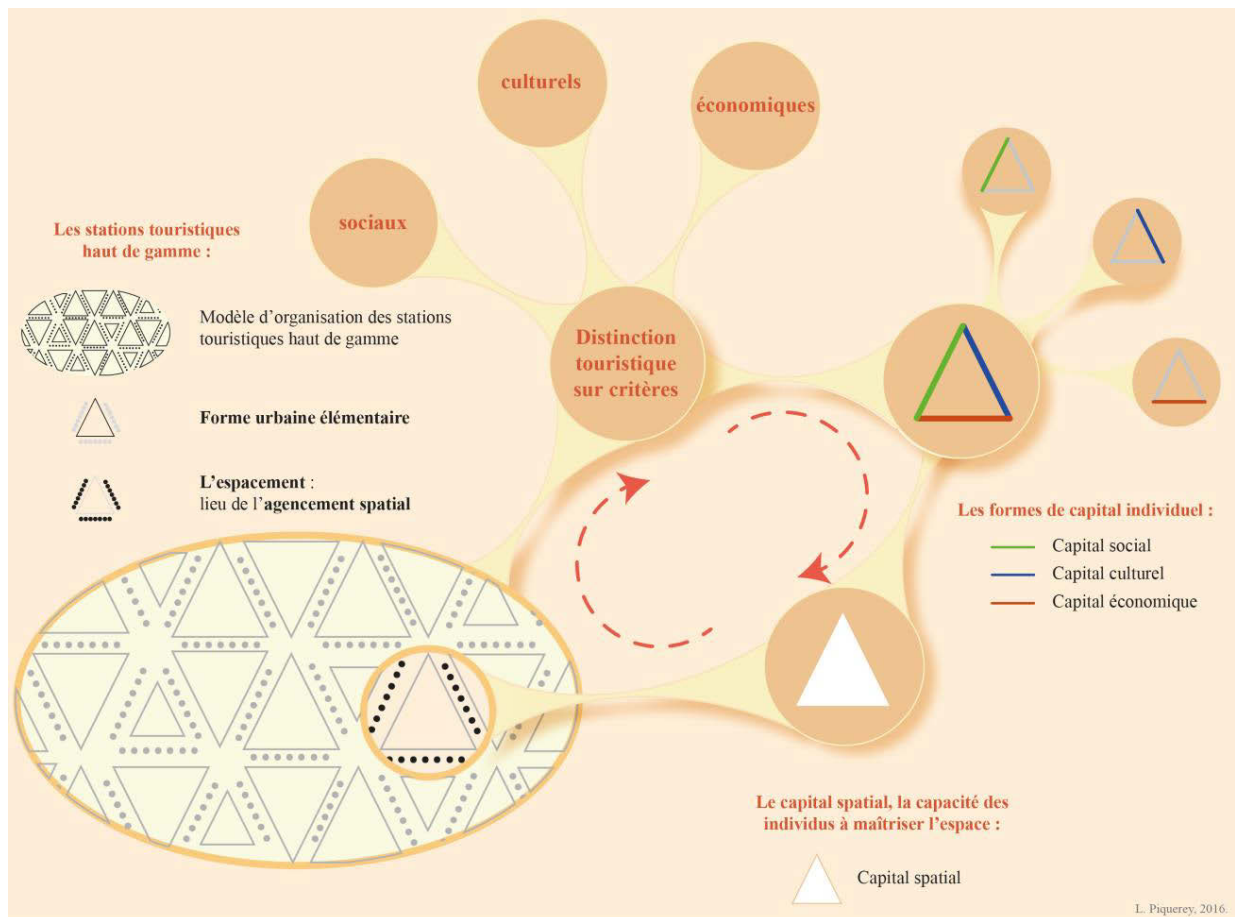 culturels
économiques
sociaux
Les stations touristiques
haut de gamme :
Modèle d'organisation des stations
touristiques haut de gamme
Forme urbaine élémentaire
L'espacement :
lieu de l'agencement spatial
Distinction
touristique
sur critères
Les formes de capital individuel :
Capital social
Capital culturel
Capital économique
Le capital spatial, la capacité des
individus à maîtriser l'espace :
Capital spatial
L. Piquerey, 2016.